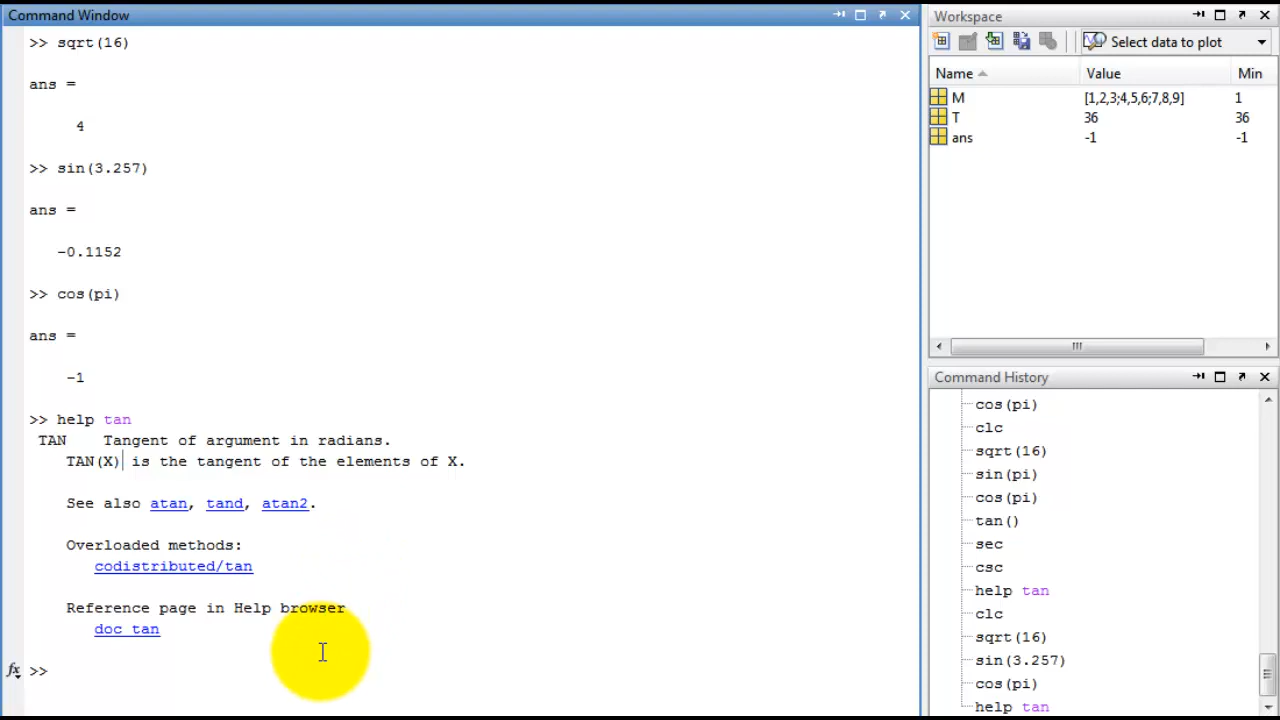 Command Window
>> sqrt(16)
ans =
4
>> sin(3.257)
ans =
-0.1152
>> cos(pi)
ans =
-1
>> help tan
TAN Tangent of argument in radians.
TAN(X) is the tangent of the elements of X.
See also atan, tand, atan2.
Overloaded methods:
codistributed/tan
Reference page in Help browser
doc tan
fx >>
Workspace
Select data to plot
Name Value Min
M [1,2,3;4,5,6;7,8,9] 1
T 36 36
ans -1 -1
Command History
cos(pi)
clc
sqrt(16)
sin(pi)
cos(pi)
tan()
sec
csc
help tan
clc
sqrt(16)
sin(3.257)
cos(pi)
help tan